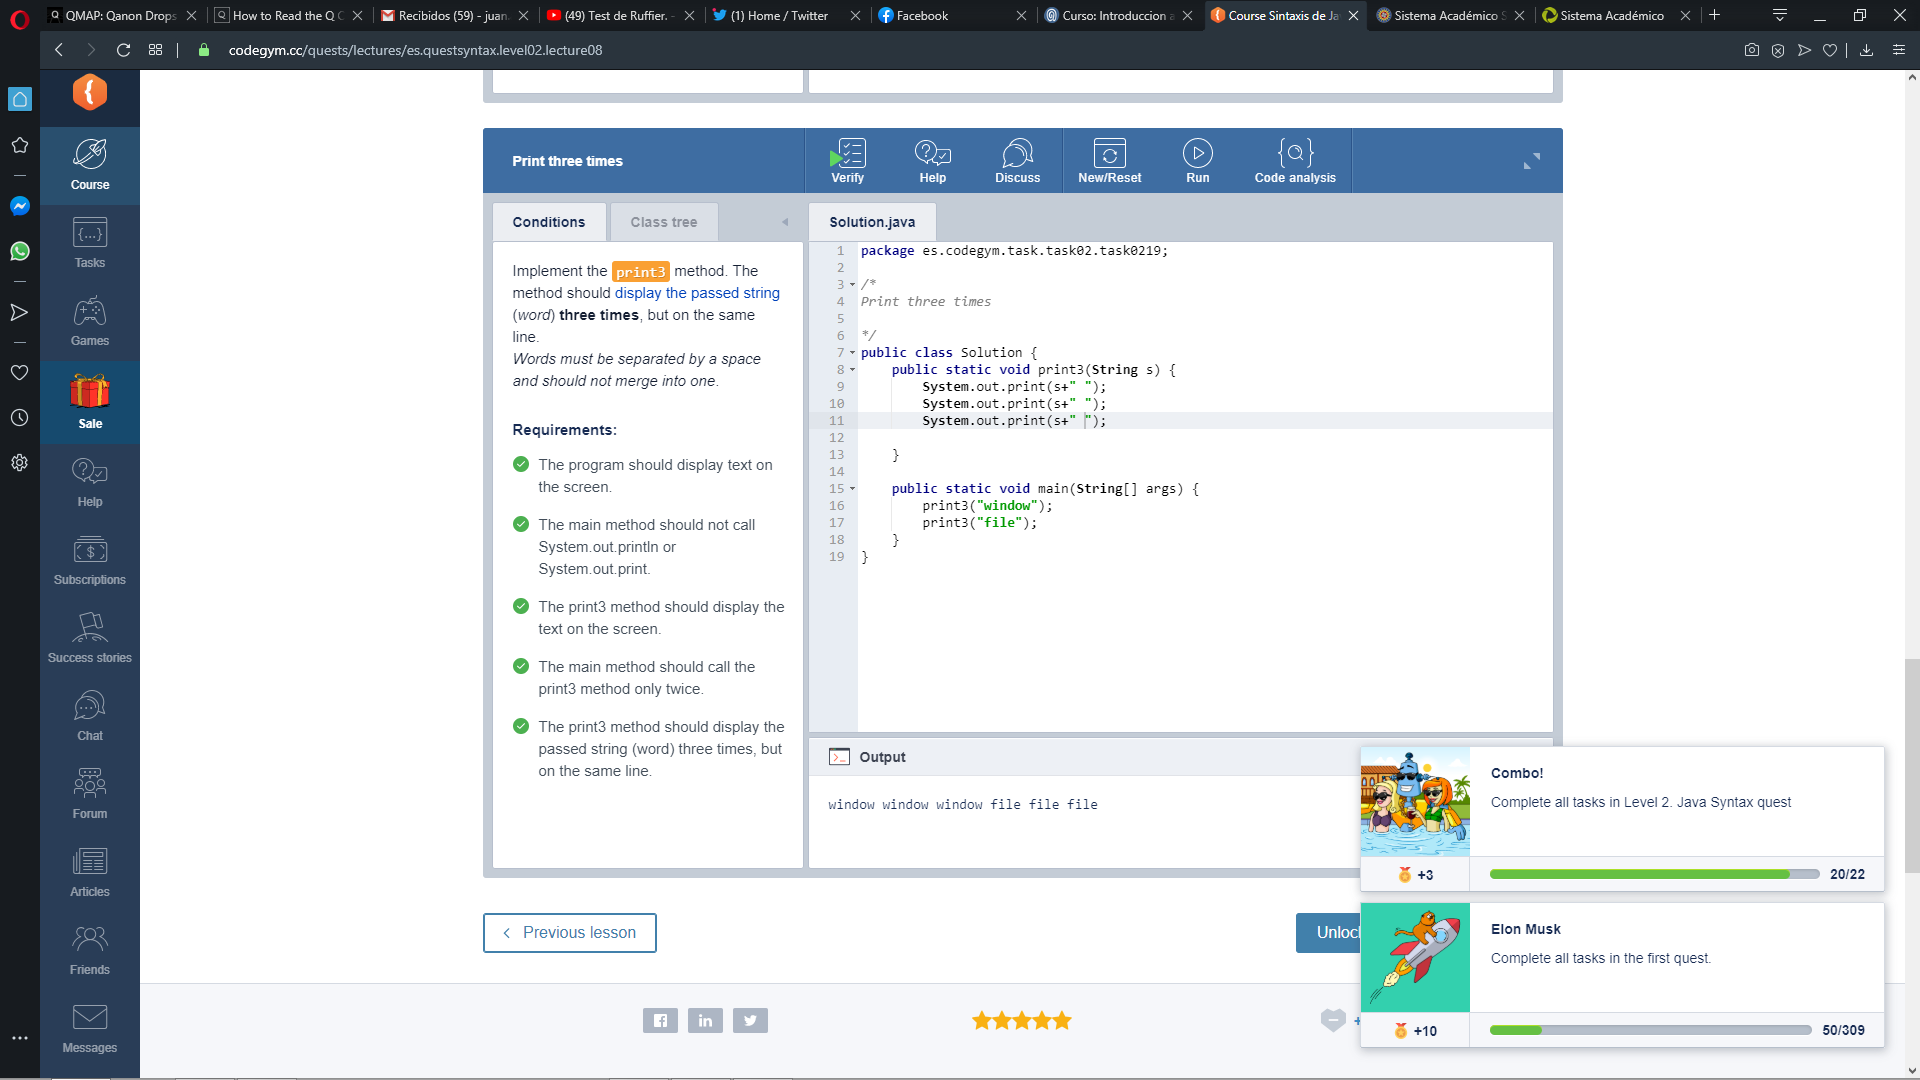 QMAP: Qanon Drops
How to Read the Q C
Recibidos (59) - juan.
(49) Test de Ruffier. -
(1) Home / Twitter
Facebook
Curso: Introduccion a
Course Sintaxis de Ja
Sistema Académico S
Sistema Académico
codegym.cc/quests/lectures/es.questsyntax.level02.lecture08
Course
Tasks
Games
Sale
Help
Subscriptions
Success stories
Chat
Forum
Articles
Friends
Messages
Print three times
Verify
Help
Discuss
New/Reset
Run
Code analysis
Conditions
Class tree
Implement the print3 method. The
method should display the passed string
(word) three times, but on the same
line.
Words must be separated by a space
and should not merge into one.
Requirements:
The program should display text on
the screen.
The main method should not call
System.out.println or
System.out.print.
The print3 method should display the
text on the screen.
The main method should call the
print3 method only twice.
The print3 method should display the
passed string (word) three times, but
on the same line.
Solution.java
1 package es.codegym.task.task02.task0219;
2
3 /*
4 Print three times
5
6 */
7 public class Solution {
8 public static void print3(String s) {
9 System.out.print(s+" ");
10 System.out.print(s+" ");
11 System.out.print(s+" ");
12
13 }
14
15 public static void main(String[] args) {
16 print3("window");
17 print3("file");
18 }
19 }
Output
window window window file file file
Previous lesson
Unlock
Combo!
Complete all tasks in Level 2. Java Syntax quest
+3
20/22
Elon Musk
Complete all tasks in the first quest.
+10
50/309